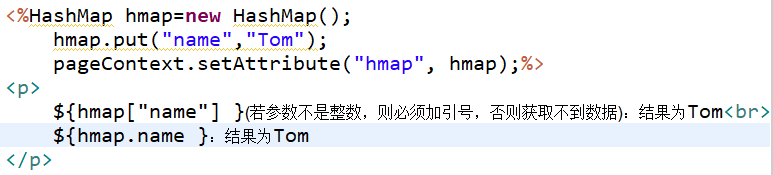 <%HashMap hmap=new HashMap();
hmap.put("name","Tom");
pageContext.setAttribute("hmap", hmap);%>
<p>
${hmap["name"] }(若参数不是整数，则必须加引号，否则获取不到数据)：结果为Tom<br>
${hmap.name }：结果为Tom
</p>